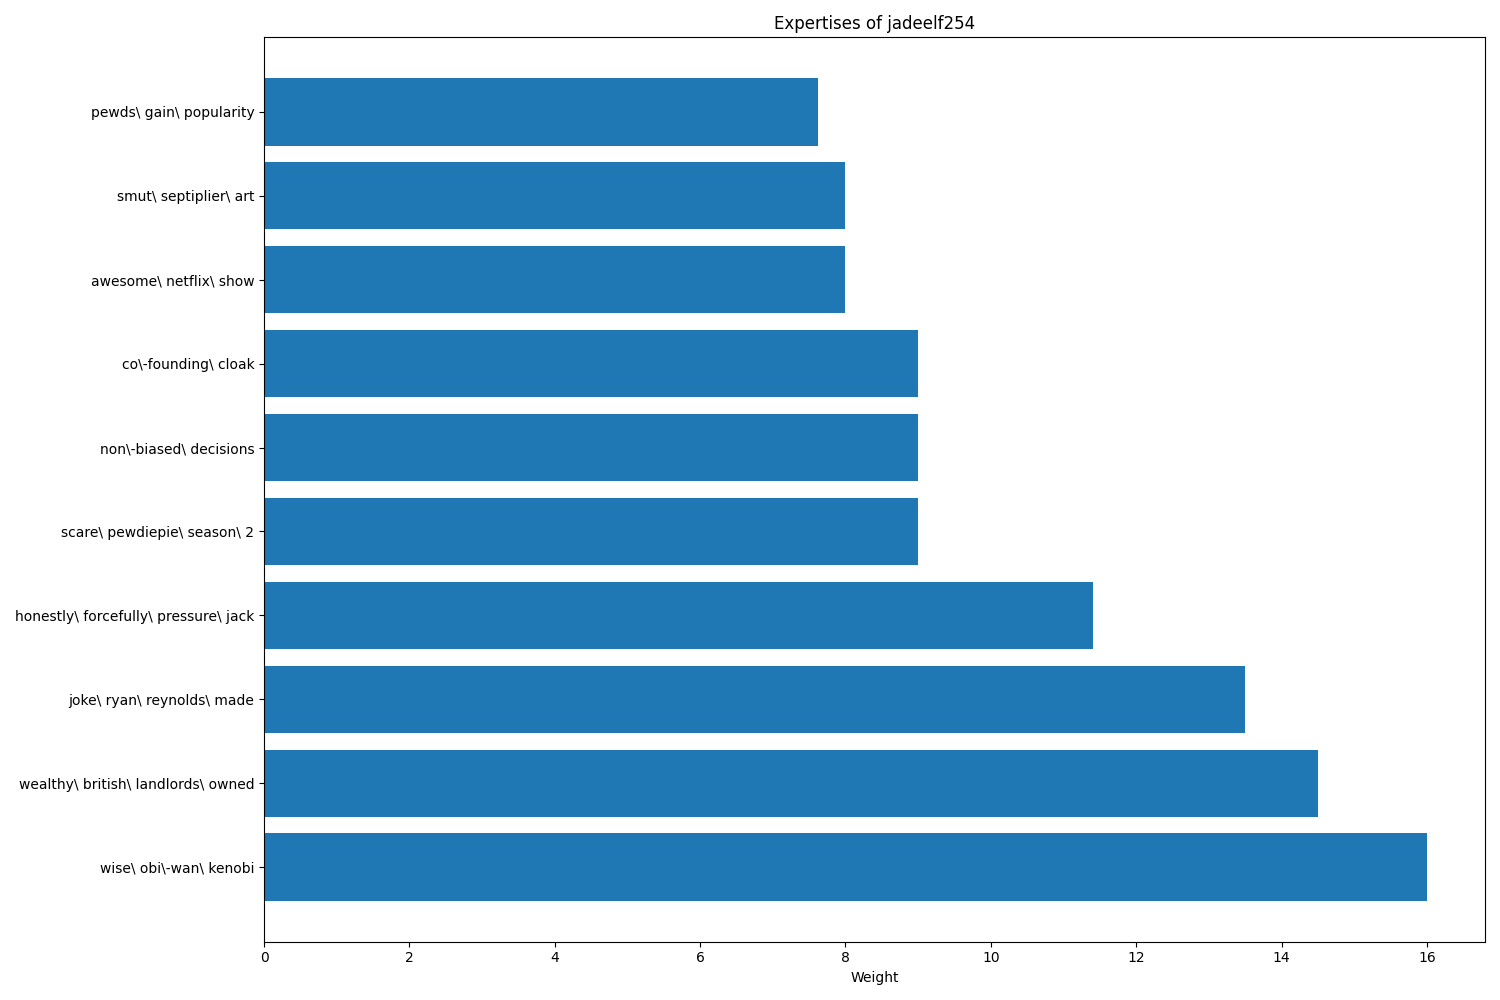 Expertises of jadeelf254
pewds\ gain\ popularity
smut\ septiplier\ art
awesome\ netflix\ show
co\-founding\ cloak
non\-biased\ decisions
scare\ pewdiepie\ season\ 2
honestly\ forcefully\ pressure\ jack
joke\ ryan\ reynolds\ made
wealthy\ british\ landlords\ owned
wise\ obi\-wan\ kenobi
0 2 4 6 8 10 12 14 16
Weight